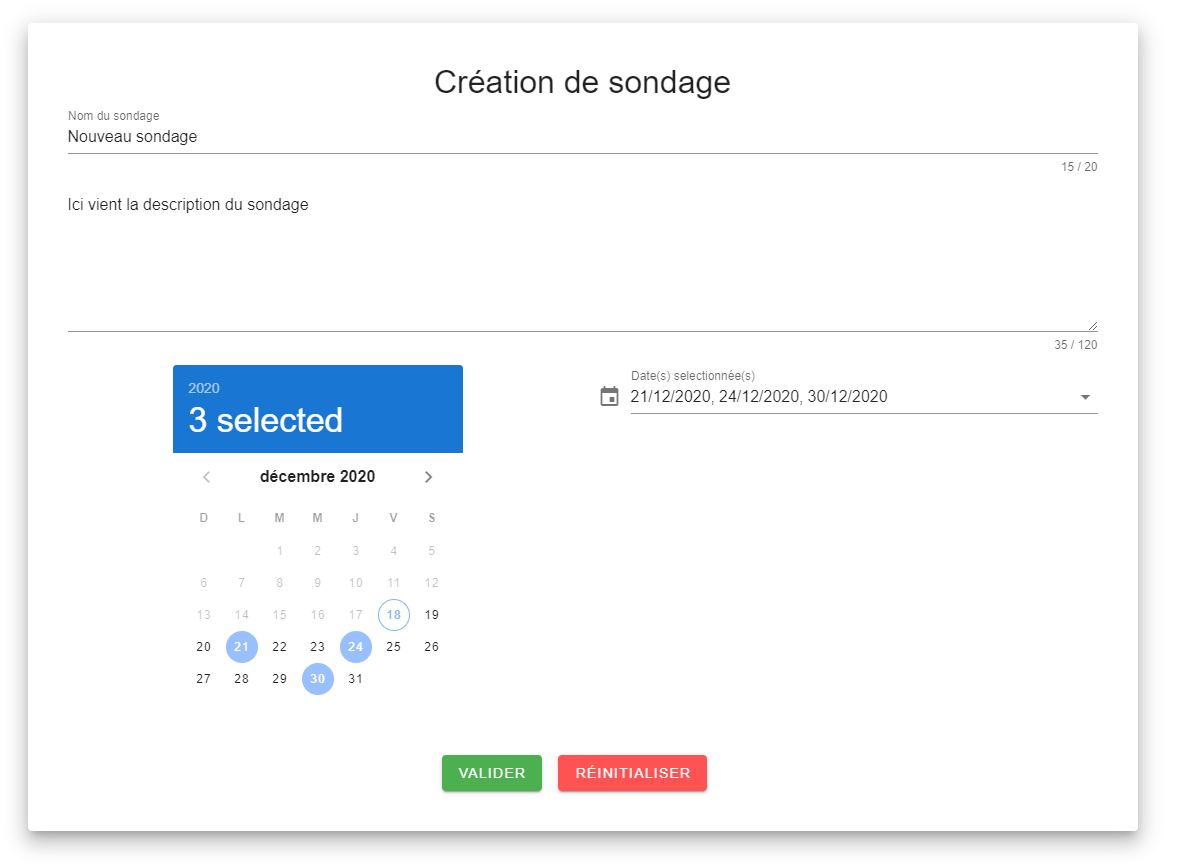 Création de sondage
Nom du sondage
Nouveau sondage
15 / 20
Ici vient la description du sondage
35 / 120
2020
3 selected
Date(s) selectionnée(s)
21/12/2020, 24/12/2020, 30/12/2020
décembre 2020
D L M M J V S
1 2 3 4 5
6 7 8 9 10 11 12
13 14 15 16 17 18 19
20 21 22 23 24 25 26
27 28 29 30 31
VALIDER RÉINITIALISER